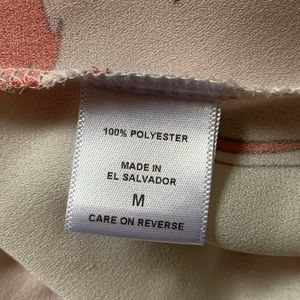 100% POLYESTER
MADE IN
EL SALVADOR
M
CARE ON REVERSE